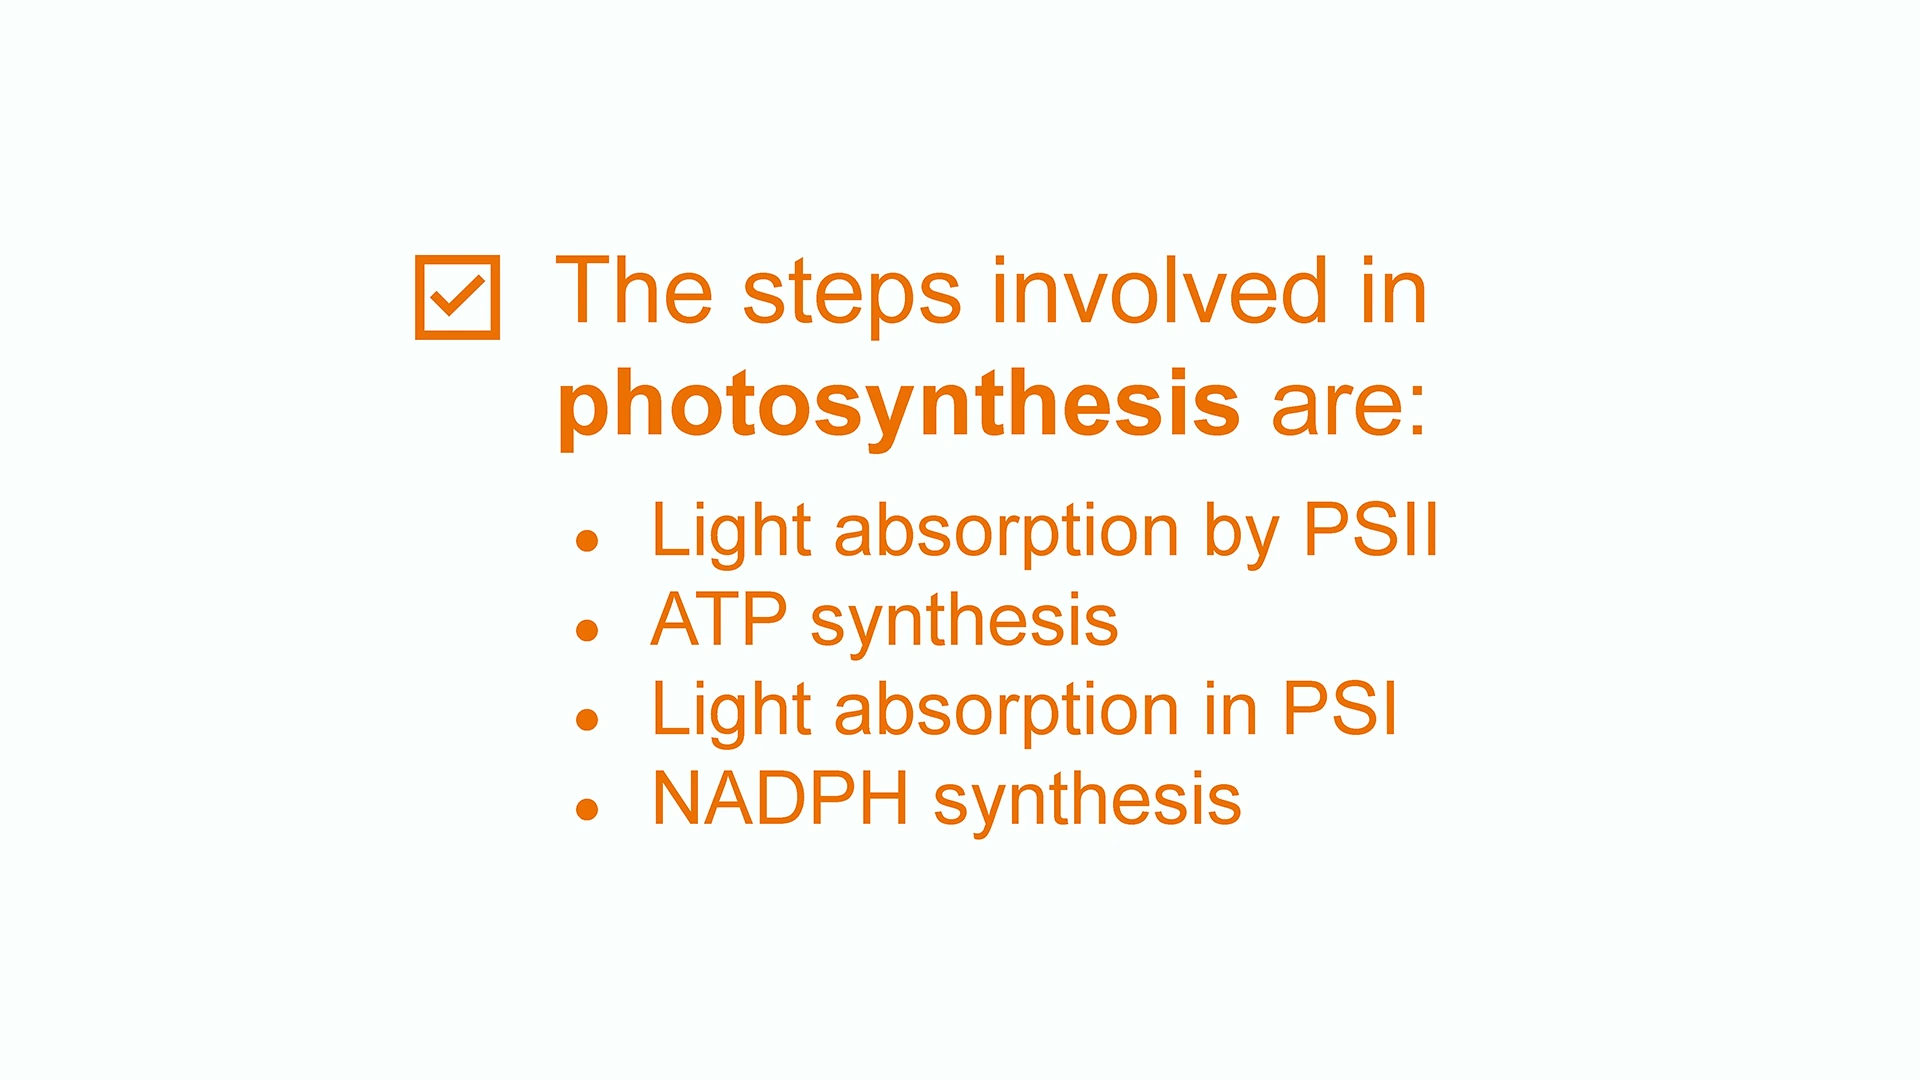 The steps involved in
photosynthesis are:
• Light absorption by PSII
• ATP synthesis
• Light absorption in PSI
• NADPH synthesis